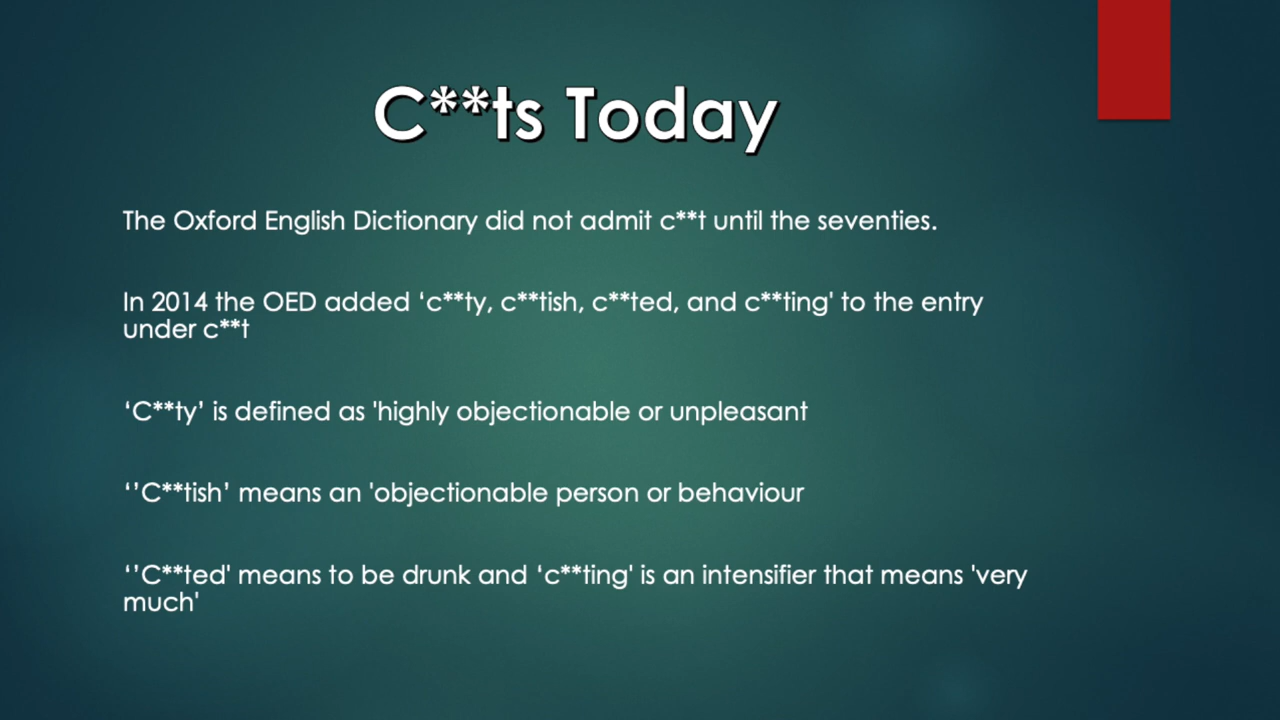 C**ts Today
The Oxford English Dictionary did not admit c**t until the seventies.
In 2014 the OED added ‘c**ty, c**tish, c**ted, and c**ting' to the entry
under c**t
‘C**ty’ is defined as 'highly objectionable or unpleasant
‘’C**tish’ means an 'objectionable person or behaviour
‘’C**ted' means to be drunk and ‘c**ting' is an intensifier that means 'very
much'